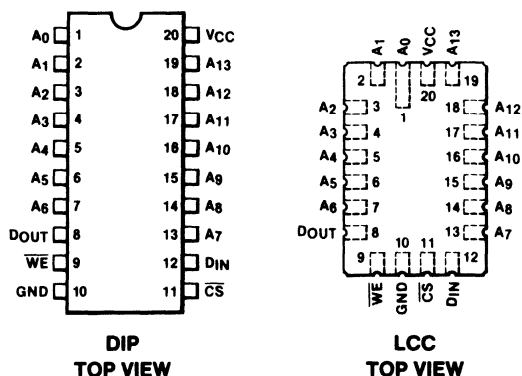 A0 1 20 VCC
A1 2 19 A13
A2 3 18 A12
A3 4 17 A11
A4 5 16 A10
A5 6 15 A9
A6 7 14 A8
DOUT 8 13 A7
WE 9 12 DIN
GND 10 11 CS
DIP
TOP VIEW
A1 A0 VCC A13
2 1 20 19
A2 3 18 A12
A3 4 17 A11
A4 5 16 A10
A5 6 15 A9
A6 7 14 A8
DOUT 8 13 A7
9 10 11 12
WE GND CS DIN
LCC
TOP VIEW